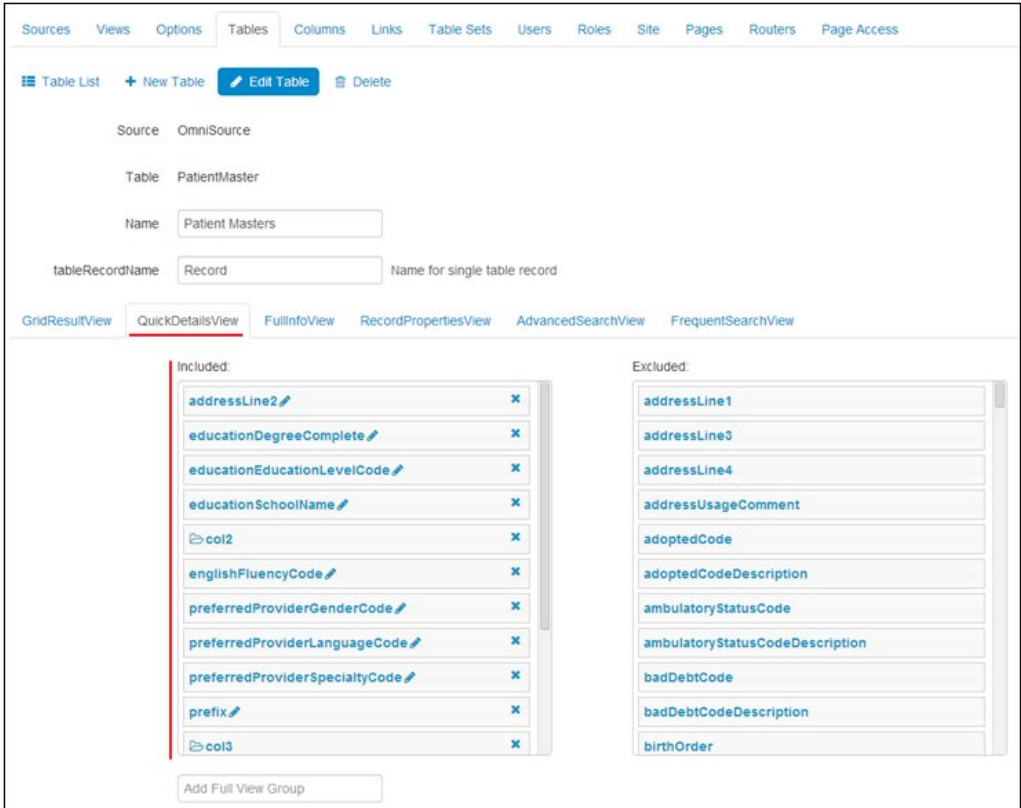 Sources Views Options Tables Columns Links Table Sets Users Roles Site Pages Routers Page Access
Table List New Table Edit Table Delete
Source OmniSource
Table PatientMaster
Name Patient Masters
tableRecordName Record Name for single table record
GridResultView QuickDetailsView FullInfoView RecordPropertiesView AdvancedSearchView FrequentSearchView
Included: Excluded:
addressLine2 addressLine1
educationDegreeComplete addressLine3
educationEducationLevelCode addressLine4
educationSchoolName addressUsageComment
col2 adoptedCode
englishFluencyCode adoptedCodeDescription
preferredProviderGenderCode ambulatoryStatusCode
preferredProviderLanguageCode ambulatoryStatusCodeDescription
preferredProviderSpecialtyCode badDebtCode
prefix badDebtCodeDescription
col3 birthOrder
Add Full View Group